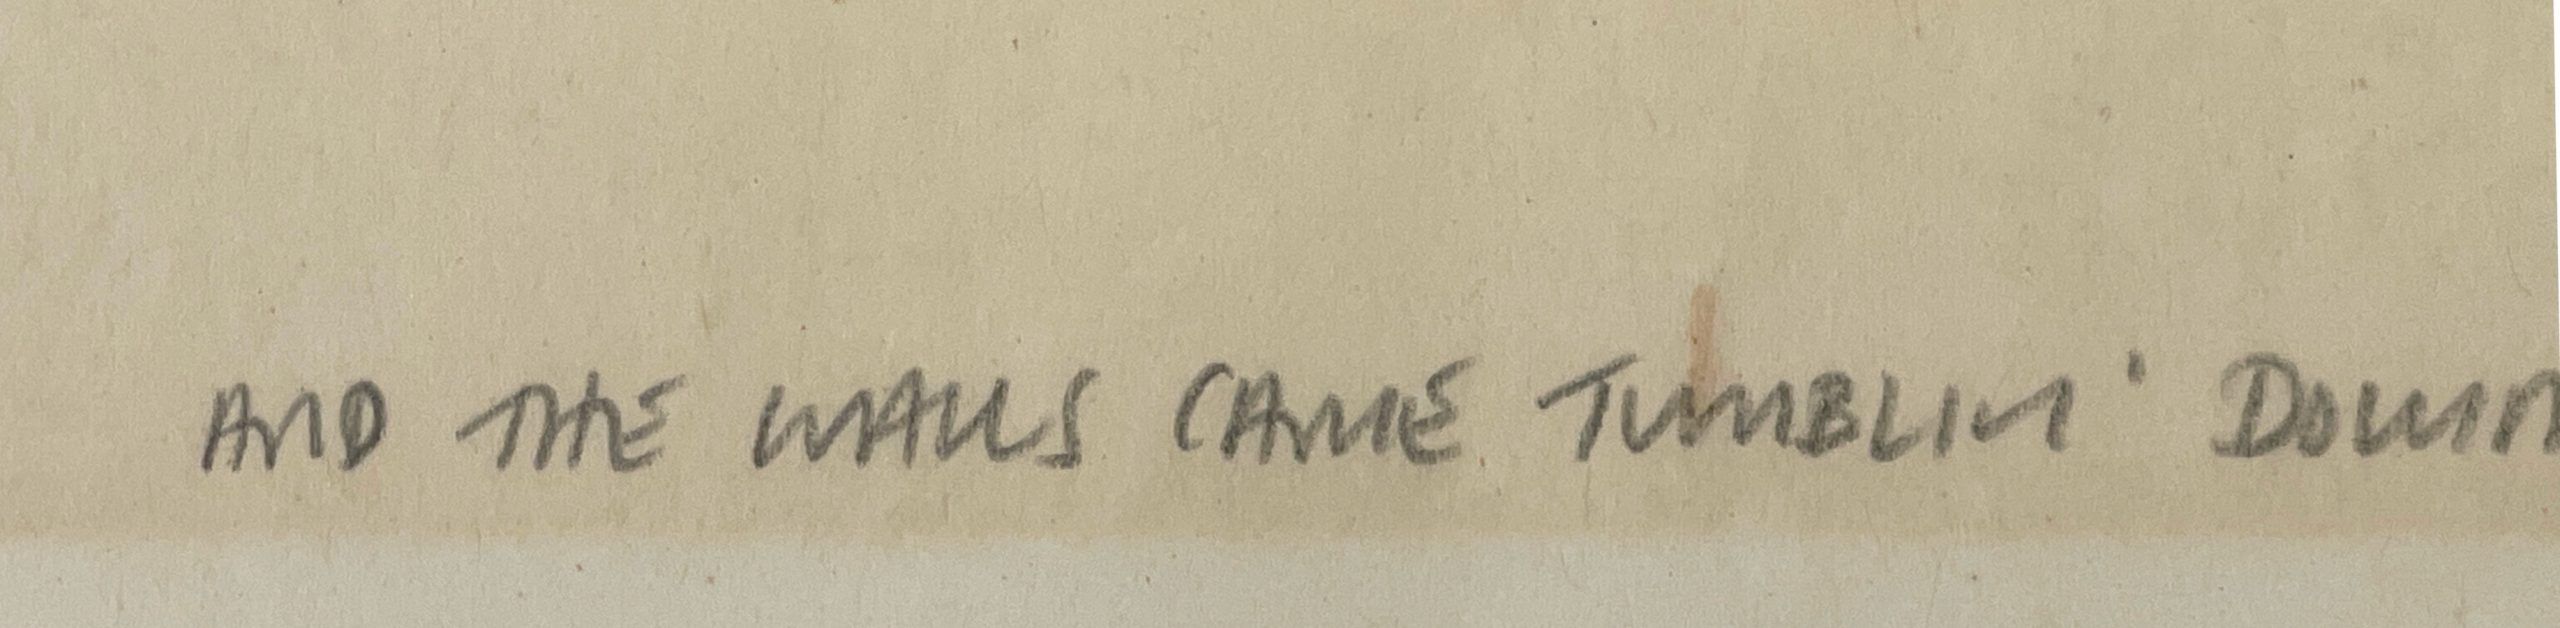 AND THE WALLS CAME TUMBLIN' DOWN